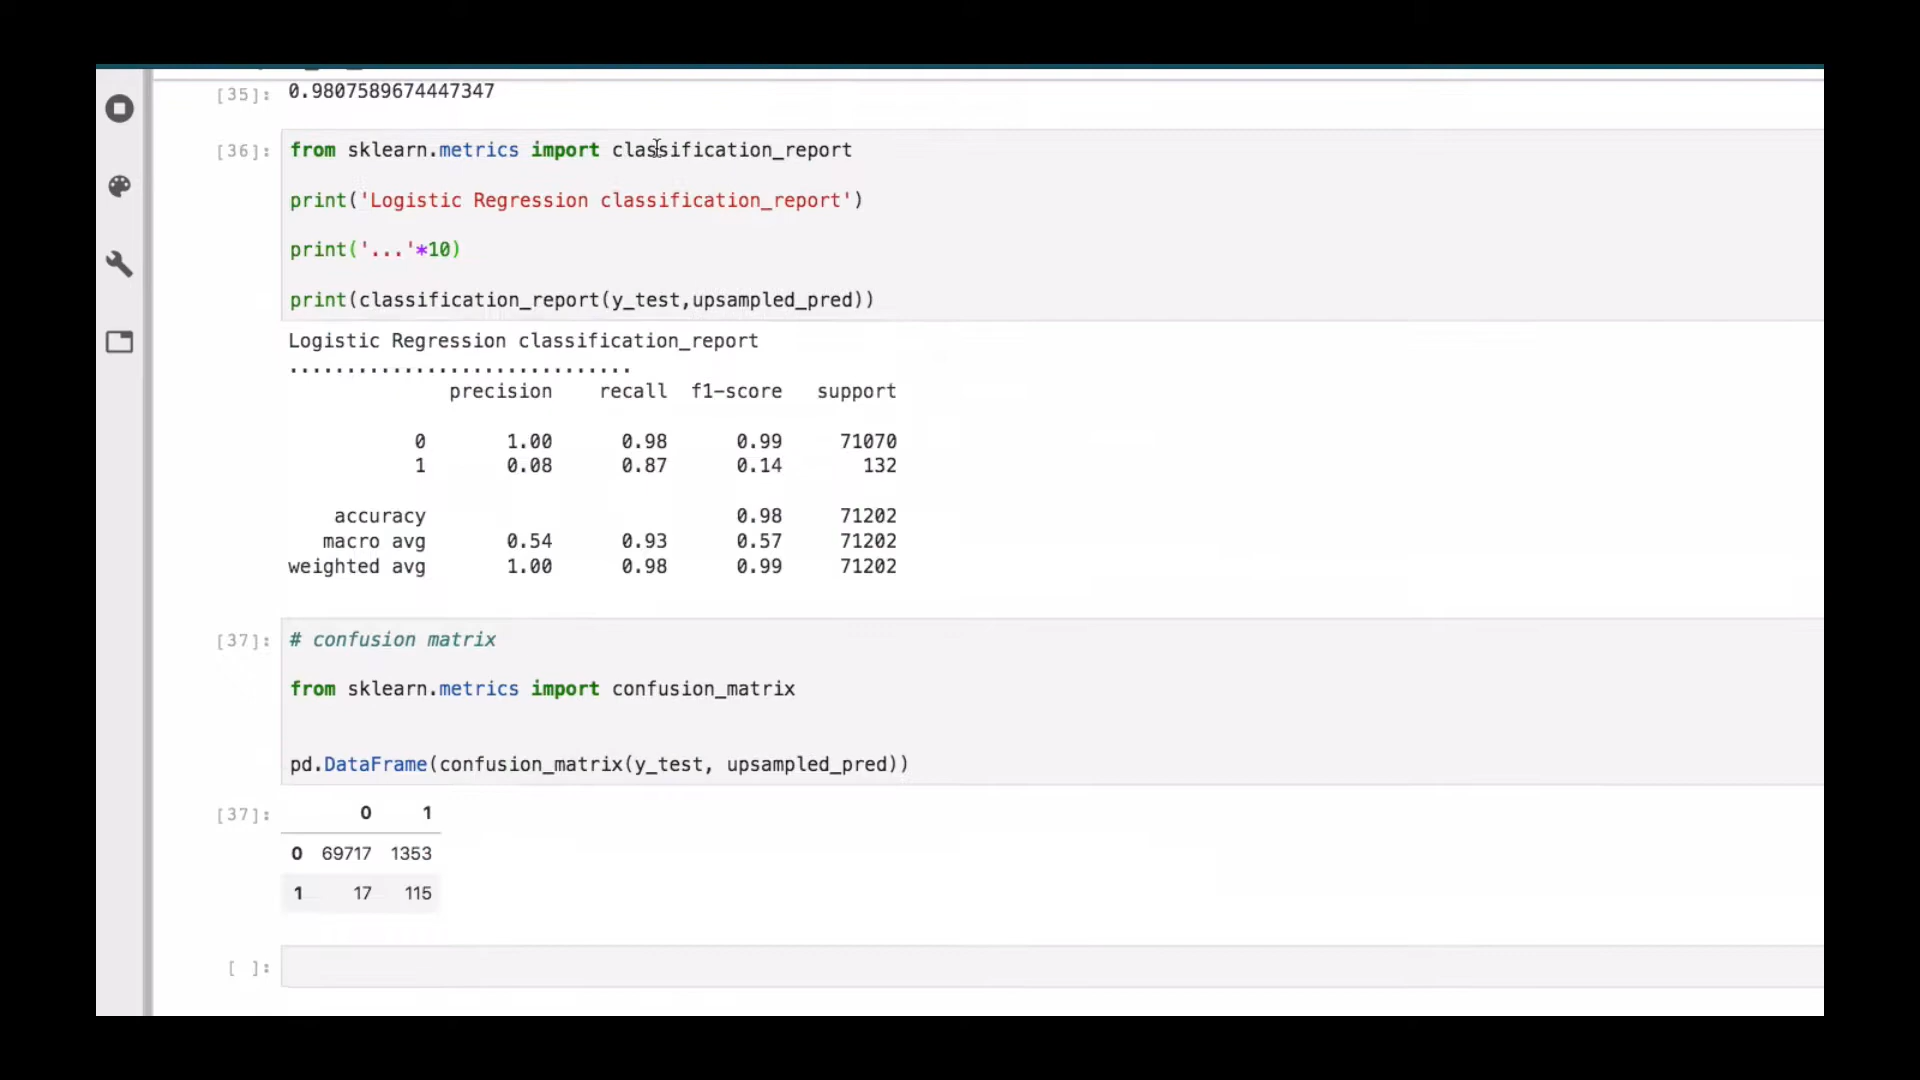 [35]: 0.9807589674447347
[36]: from sklearn.metrics import classification_report
print('Logistic Regression classification_report')
print('...'*10)
print(classification_report(y_test,upsampled_pred))
Logistic Regression classification_report
..............................
precision recall f1-score support
0 1.00 0.98 0.99 71070
1 0.08 0.87 0.14 132
accuracy 0.98 71202
macro avg 0.54 0.93 0.57 71202
weighted avg 1.00 0.98 0.99 71202
[37]: # confusion matrix
from sklearn.metrics import confusion_matrix
pd.DataFrame(confusion_matrix(y_test, upsampled_pred))
[37]: 0 1
0 69717 1353
1 17 115
[ ]: